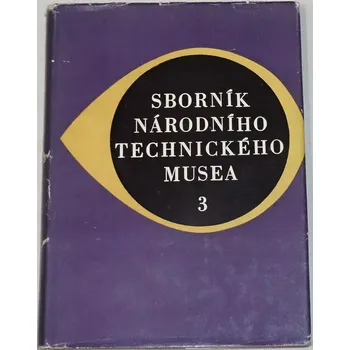 SBORNÍK
NÁRODNÍHO
TECHNICKÉHO
MUSEA
3